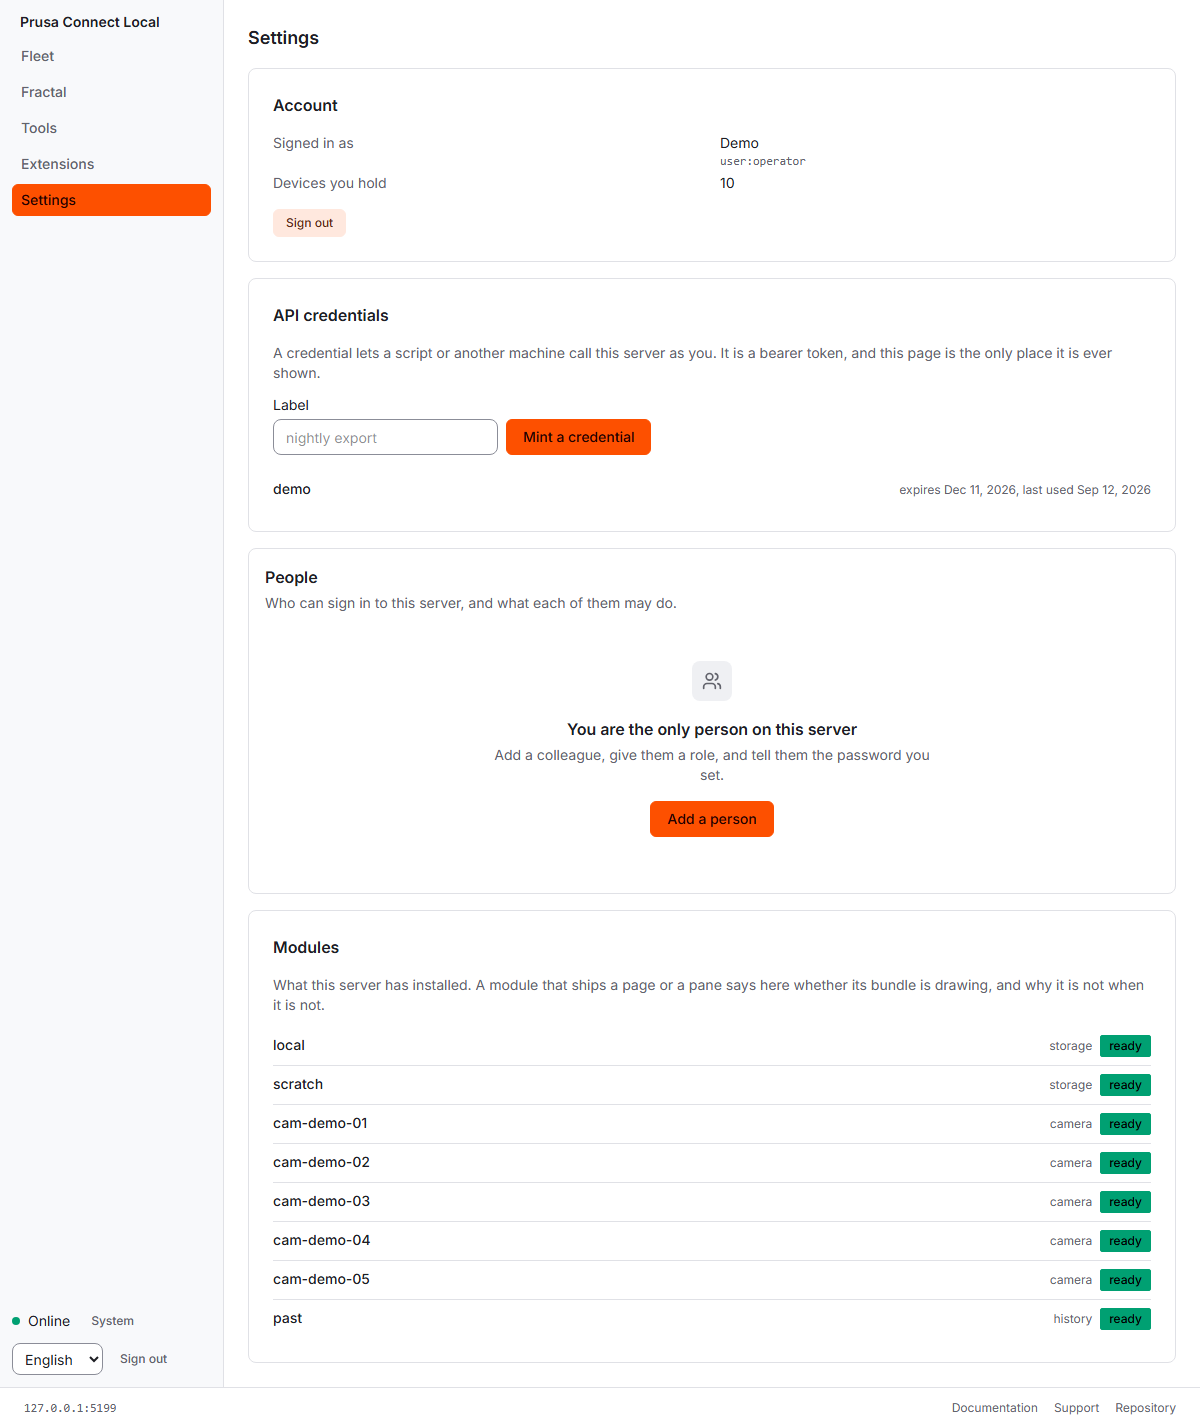 Prusa Connect Local
Fleet
Fractal
Tools
Extensions
Settings
Online
System
English
Sign out
Settings
Account
Signed in as
Demo
user:operator
Devices you hold
10
Sign out
API credentials
A credential lets a script or another machine call this server as you. It is a bearer token, and this page is the only place it is ever
shown.
Label
nightly export
Mint a credential
demo
expires Dec 11, 2026, last used Sep 12, 2026
People
Who can sign in to this server, and what each of them may do.
You are the only person on this server
Add a colleague, give them a role, and tell them the password you
set.
Add a person
Modules
What this server has installed. A module that ships a page or a pane says here whether its bundle is drawing, and why it is not when
it is not.
local storage ready
scratch storage ready
cam-demo-01 camera ready
cam-demo-02 camera ready
cam-demo-03 camera ready
cam-demo-04 camera ready
cam-demo-05 camera ready
past history ready
127.0.0.1:5199
Documentation Support Repository